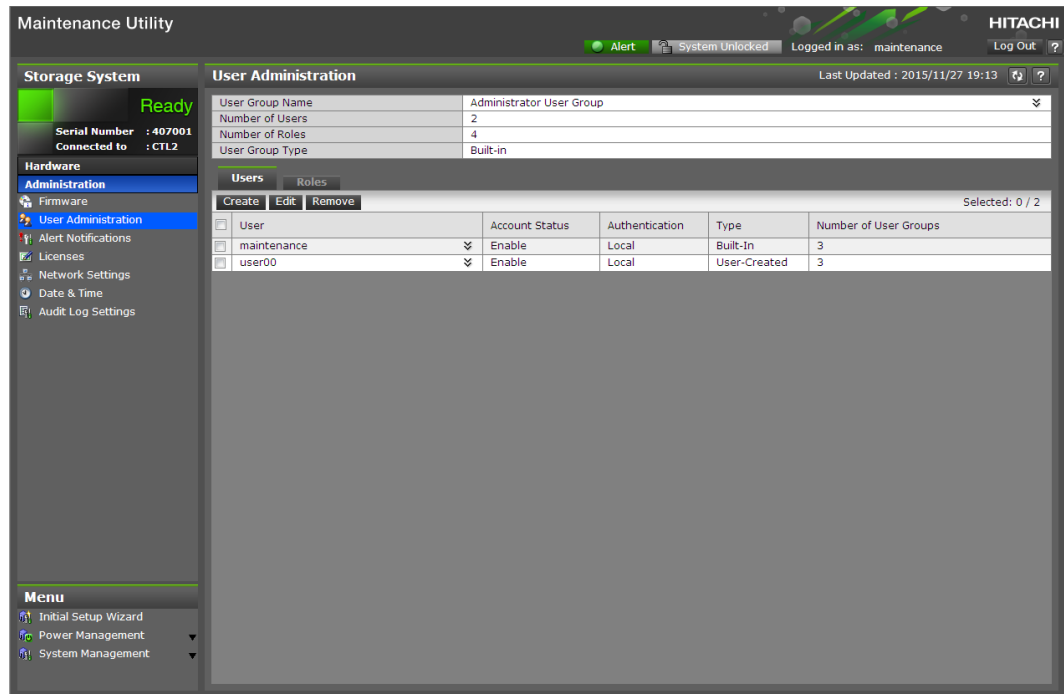 Maintenance Utility
HITACHI
Alert System Unlocked Logged in as: maintenance Log Out ?
Storage System
Ready
Serial Number : 407001
Connected to : CTL2
Hardware
Administration
Firmware
User Administration
Alert Notifications
Licenses
Network Settings
Date & Time
Audit Log Settings
Menu
Initial Setup Wizard
Power Management
System Management
User Administration Last Updated : 2015/11/27 19:13 ?
User Group Name Administrator User Group
Number of Users 2
Number of Roles 4
User Group Type Built-in
Users Roles
Create Edit Remove Selected: 0 / 2
User Account Status Authentication Type Number of User Groups
maintenance Enable Local Built-In 3
user00 Enable Local User-Created 3